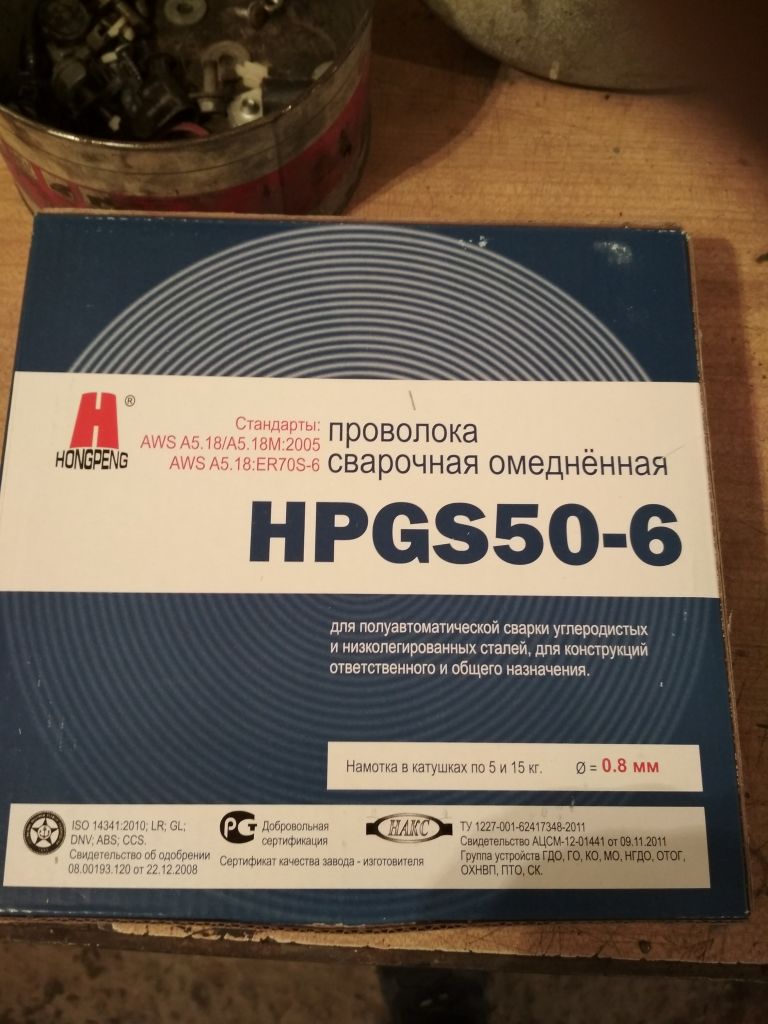 H ®
HONGPENG
Стандарты:
AWS A5.18/A5.18M:2005
AWS A5.18:ER70S-6
проволока
сварочная омеднённая
HPGS50-6
для полуавтоматической сварки углеродистых
и низколегированных сталей, для конструкций
ответственного и общего назначения.
Намотка в катушках по 5 и 15 кг.
Ø = 0.8 мм
ISO 14341:2010; LR; GL;
DNV; ABS; CCS.
Свидетельство об одобрении
08.00193.120 от 22.12.2008
РСТ
Добровольная
сертификация
Сертификат качества завода - изготовителя
НАКС
ТУ 1227-001-62417348-2011
Свидетельство АЦСМ-12-01441 от 09.11.2011
Группа устройств ГДО, ГО, КО, МО, НГДО, ОТОГ,
ОХНВП, ПТО, СК.